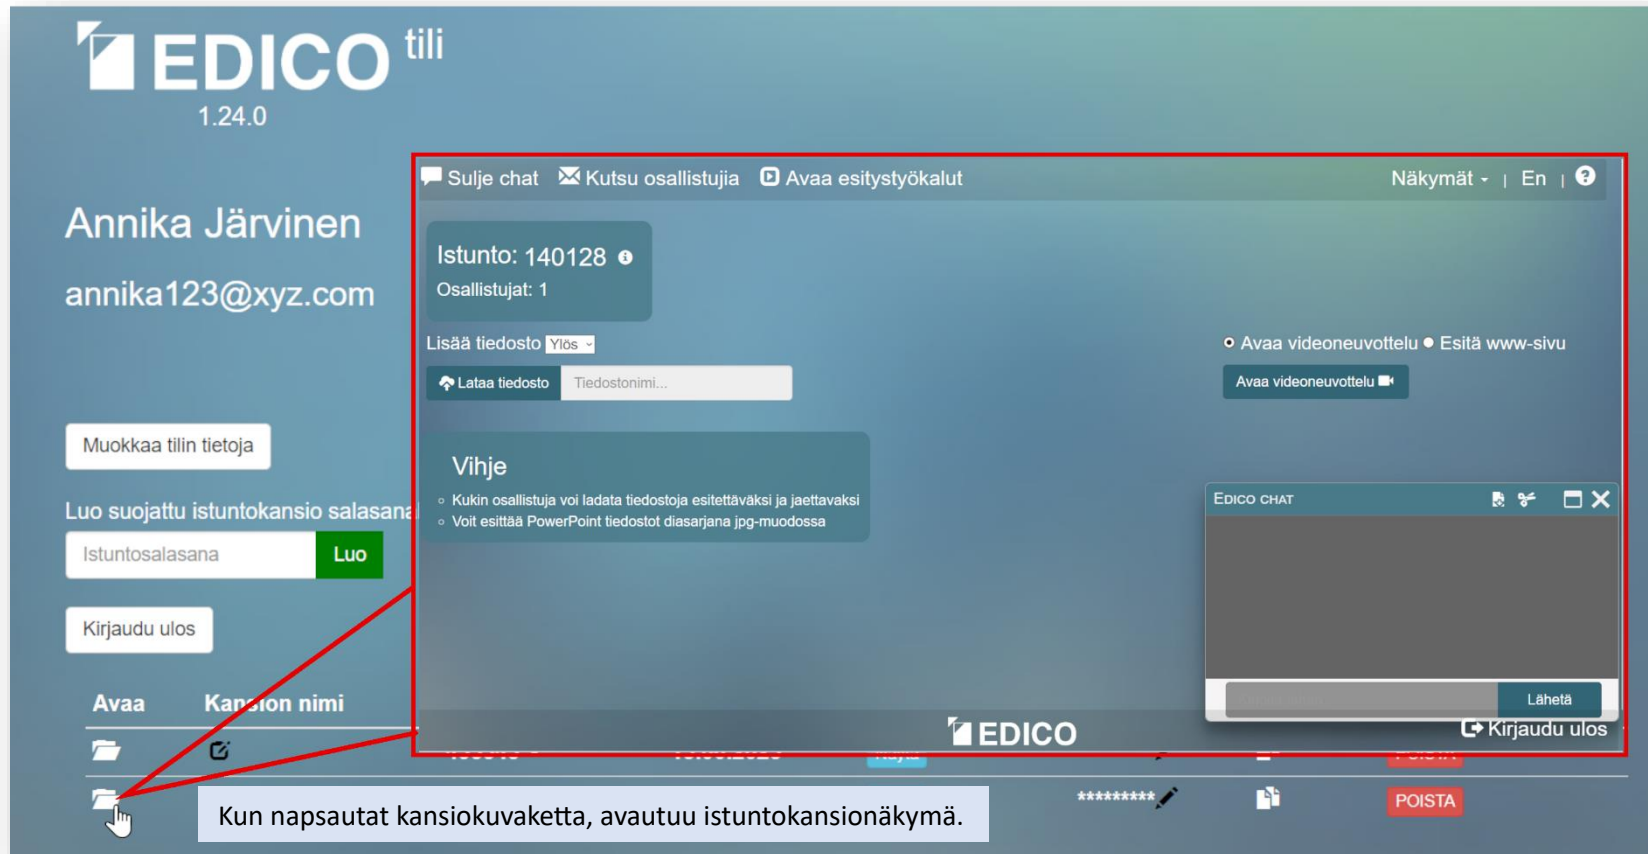 EDICO tili
1.24.0
Annika Järvinen
annika123@xyz.com
Muokkaa tilin tietoja
Luo suojattu istuntokansio
Istuntosalasana Luo
Kirjaudu ulos
Avaa Kansion nimi
Sulje chat Kutsu osallistujia Avaa esitystyökalut Näkymät | En |
Istunto: 140128
Osallistujat: 1
Lisää tiedosto Ylös
Avaa videoneuvottelu Esitä www-sivu
Lataa tiedosto Tiedostonimi...
Avaa videoneuvottelu
Vihje
Kukin osallistuja voi ladata tiedostoja esitettäväksi ja jaettavaksi
Voit esittää PowerPoint tiedostot diasarjana jpg-muodossa
EDICO CHAT
Lähetä
EDICO
Kirjaudu ulos
********* POISTA
Kun napsautat kansiokuvaketta, avautuu istuntokansionäkymä.